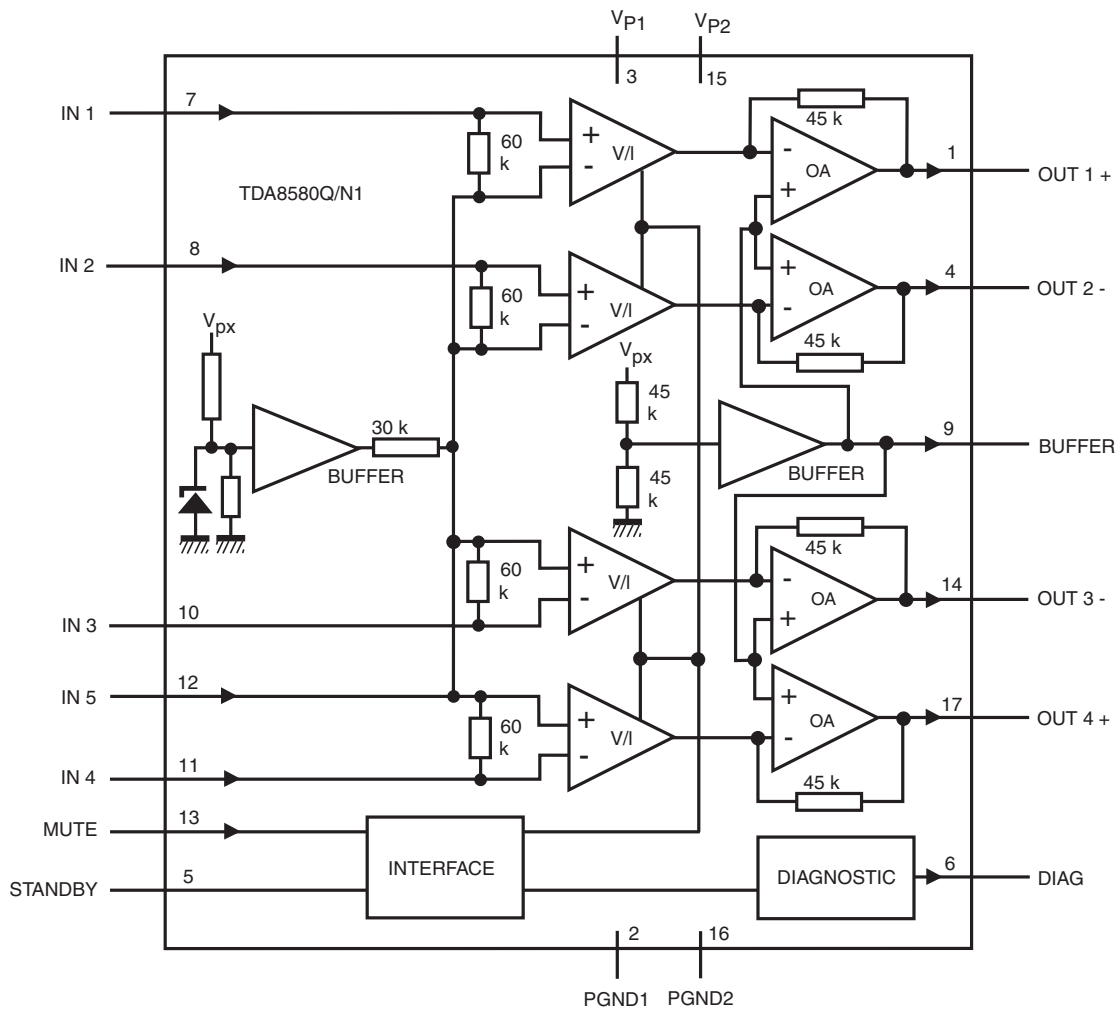 VP1
VP2
3
15
IN 1
7
45 k
60
k
+
-
V/I
-
+
OA
1
OUT 1 +
TDA8580Q/N1
IN 2
8
60
k
+
-
V/I
+
-
OA
4
OUT 2 -
45 k
Vpx
Vpx
45
k
30 k
BUFFER
45
k
BUFFER
9
BUFFER
45 k
60
k
+
-
V/I
-
+
OA
14
OUT 3 -
IN 3
10
IN 5
12
60
k
+
-
V/I
+
-
OA
17
OUT 4 +
IN 4
11
45 k
MUTE
13
INTERFACE
DIAGNOSTIC
6
DIAG
STANDBY
5
2
16
PGND1
PGND2